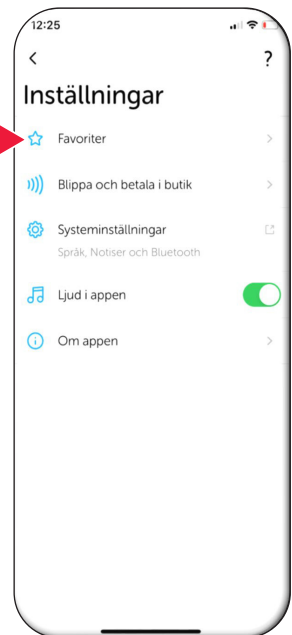 12:25
?
Inställningar
Favoriter
Blippa och betala i butik
Systeminställningar
Språk, Notiser och Bluetooth
Ljud i appen
Om appen